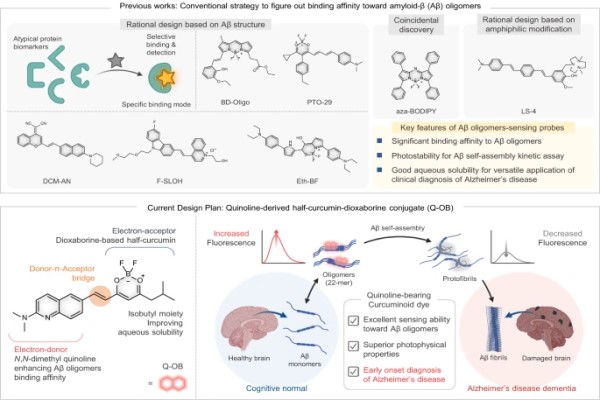 Previous works: Conventional strategy to figure out binding affinity toward amyloid-β (Aβ) oligomers
Rational design based on Aβ structure
Atypical protein
biomarkers
Selective
binding &
detection
Specific binding mode
BD-Oligo
PTO-29
DCM-AN
F-SLOH
Eth-BF
Coincidental
discovery
aza-BODIPY
Rational design based on
amphiphilic modification
LS-4
Key features of Aβ oligomers-sensing probes
Significant binding affinity to Aβ oligomers
Photostability for Aβ self-assembly kinetic assay
Good aqueous solubility for versatile application of
clinical diagnosis of Alzheimer's disease
Current Design Plan: Quinoline-derived half-curcumin-dioxaborine conjugate (Q-OB)
Electron-acceptor
Dioxaborine-based half-curcumin
Donor-π-Acceptor
bridge
Isobutyl moiety
Improving
aqueous solubility
Electron-donor
N,N-dimethyl quinoline
enhancing Aβ oligomers
binding affinity
Q-OB
=
Increased
Fluorescence
Oligomers
(22-mer)
Aβ self-assembly
Protofibrils
Decreased
Fluorescence
Healthy brain
Aβ
monomers
Cognitive normal
Quinoline-bearing
Curcuminoid dye
Excellent sensing ability
toward Aβ oligomers
Superior photophysical
properties
Early onset diagnosis
of Alzheimer's disease
Aβ fibrils
Damaged brain
Alzheimer's disease dementia